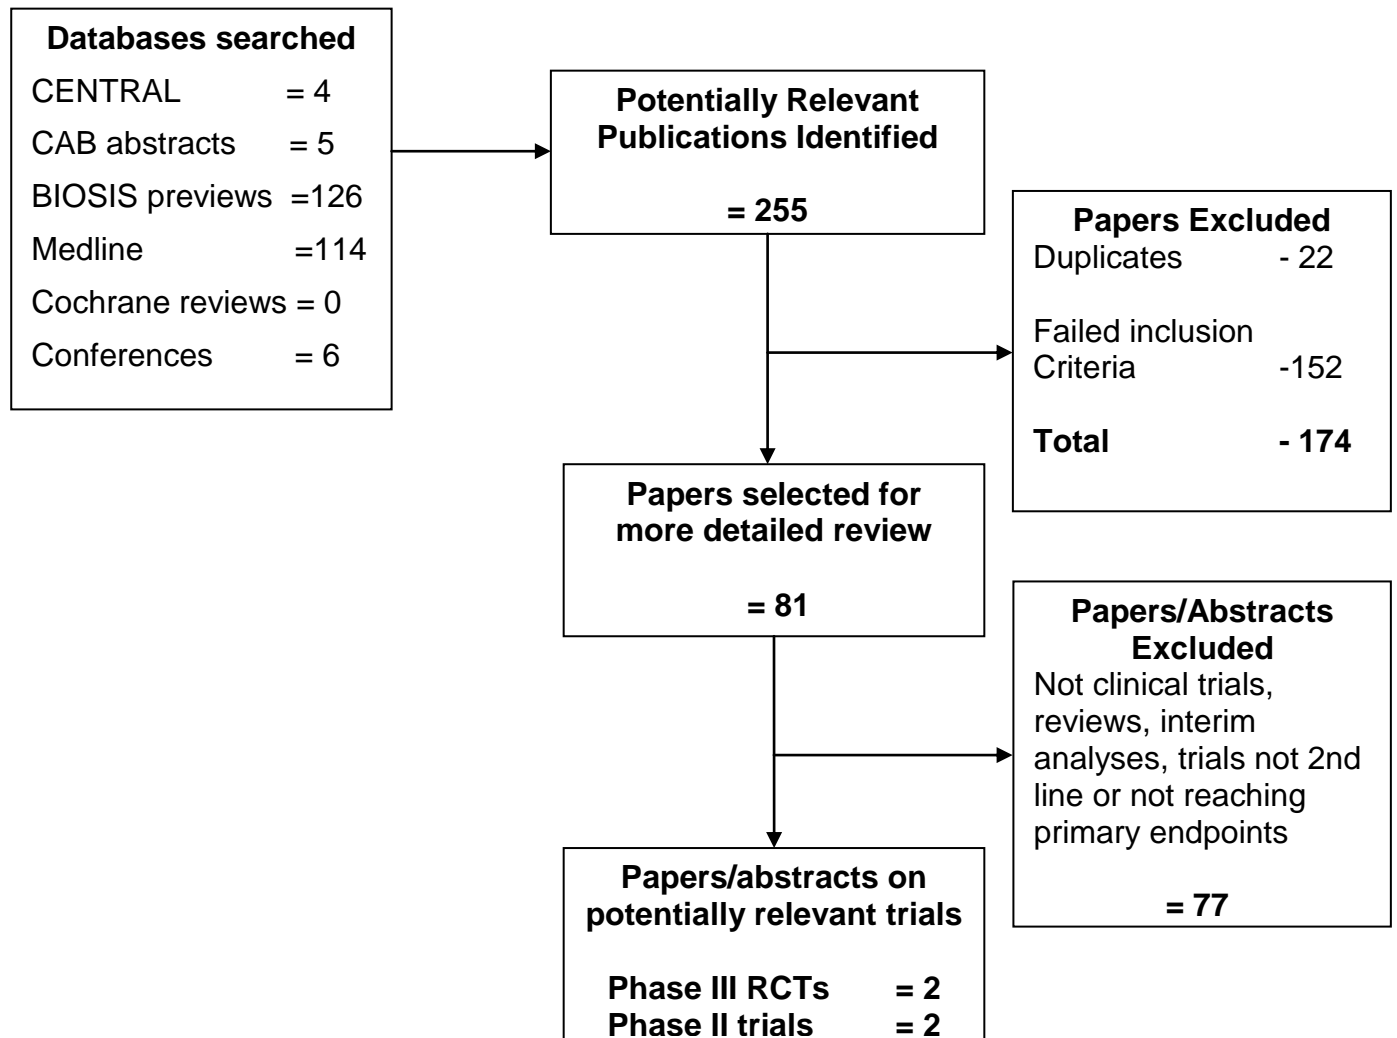 Databases searched
CENTRAL = 4
CAB abstracts = 5
BIOSIS previews =126
Medline =114
Cochrane reviews = 0
Conferences = 6
Potentially Relevant
Publications Identified
= 255
Papers Excluded
Duplicates - 22
Failed inclusion
Criteria -152
Total - 174
Papers selected for
more detailed review
= 81
Papers/Abstracts
Excluded
Not clinical trials,
reviews, interim
analyses, trials not 2nd
line or not reaching
primary endpoints
= 77
Papers/abstracts on
potentially relevant trials
Phase III RCTs = 2
Phase II trials = 2